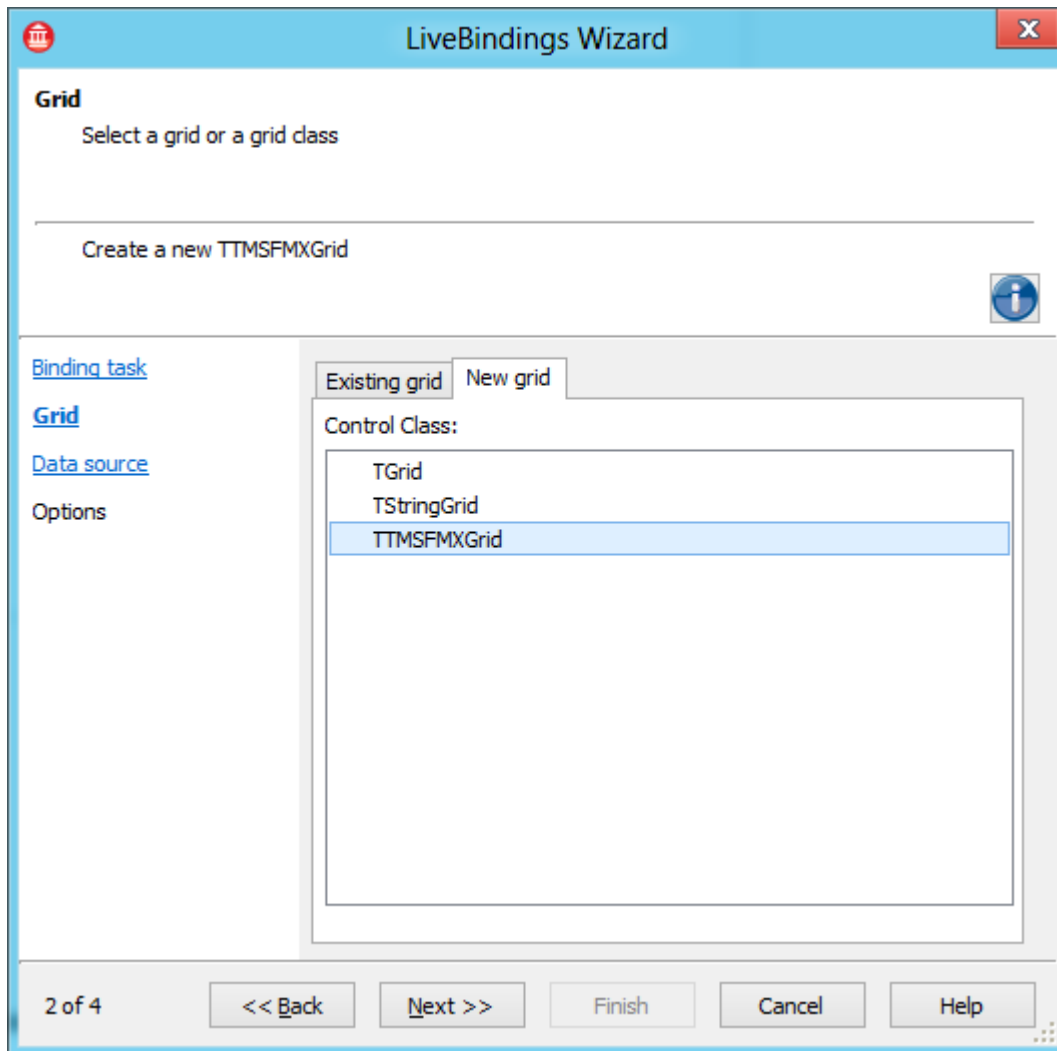 LiveBindings Wizard
x
Grid
Select a grid or a grid class
Create a new TTMSFMXGrid
Binding task
Grid
Data source
Options
Existing grid
New grid
Control Class:
TGrid
TStringGrid
TTMSFMXGrid
2 of 4
<< Back
Next >>
Finish
Cancel
Help